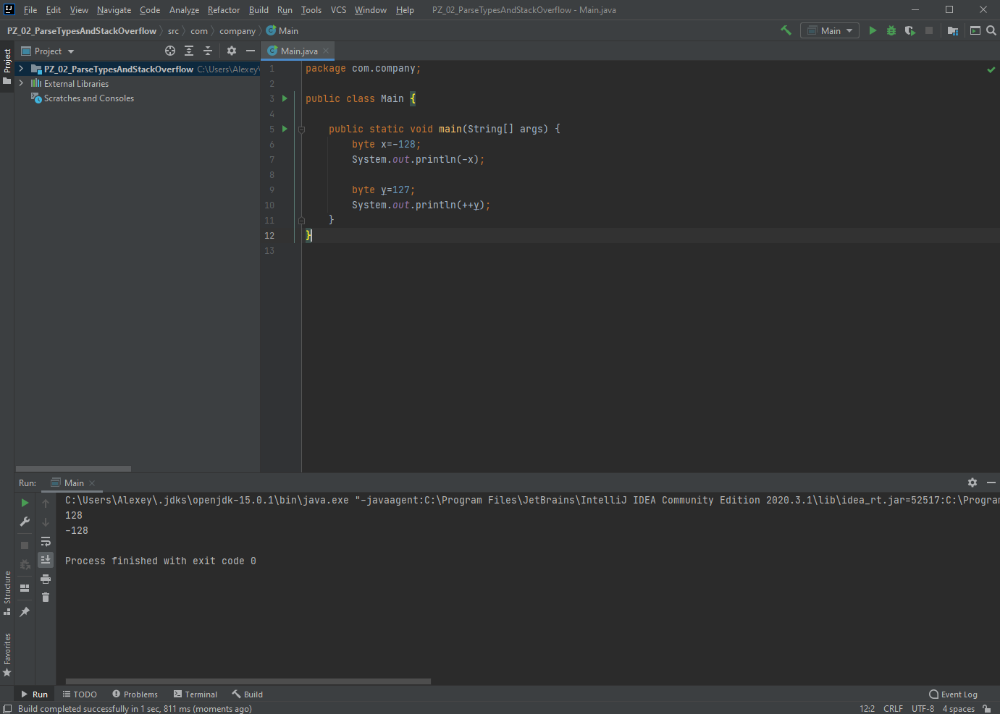 File Edit View Navigate Code Analyze Refactor Build Run Tools VCS Window Help PZ_02_ParseTypesAndStackOverflow - Main.java
PZ_02_ParseTypesAndStackOverflow src com company Main
Main
Project
Project
Main.java
PZ_02_ParseTypesAndStackOverflow C:\Users\Alexey\
External Libraries
Scratches and Consoles
1 package com.company;
2
3 public class Main {
4
5 public static void main(String[] args) {
6 byte x=-128;
7 System.out.println(-x);
8
9 byte y=127;
10 System.out.println(++y);
11 }
12 }
13
Run: Main
C:\Users\Alexey\.jdks\openjdk-15.0.1\bin\java.exe "-javaagent:C:\Program Files\JetBrains\IntelliJ IDEA Community Edition 2020.3.1\lib\idea_rt.jar=52517:C:\Program
128
-128
Process finished with exit code 0
Structure
Favorites
Run TODO Problems Terminal Build Event Log
Build completed successfully in 1 sec, 811 ms (moments ago) 12:2 CRLF UTF-8 4 spaces